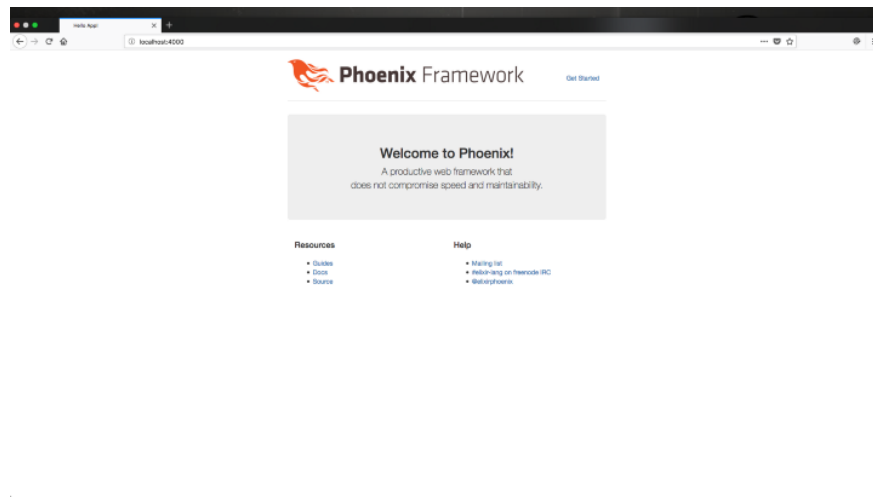 Hello App!
localhost:4000
Phoenix Framework
Get Started
Welcome to Phoenix!
A productive web framework that
does not compromise speed and maintainability.
Resources
Guides
Docs
Source
Help
Mailing list
#elixir-lang on freenode IRC
@elixirphoenix